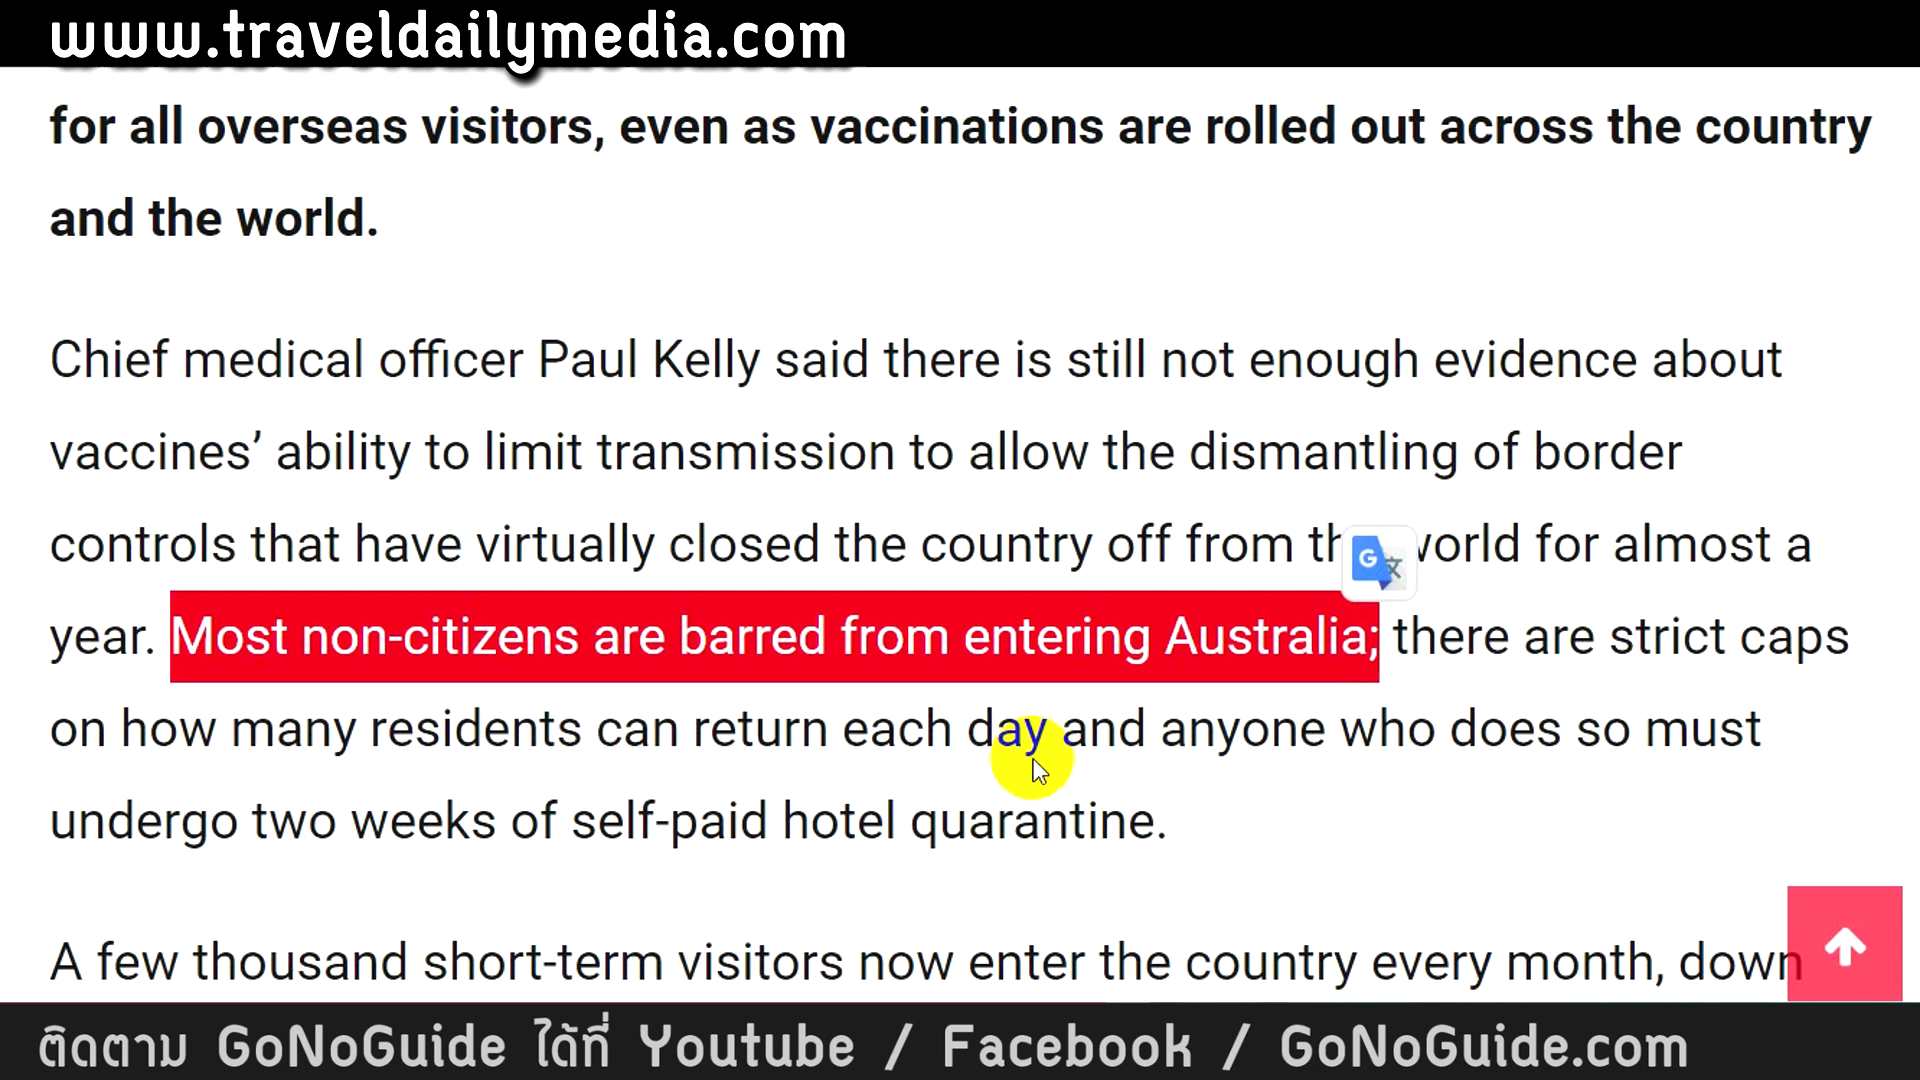 www.traveldailymedia.com
for all overseas visitors, even as vaccinations are rolled out across the country
and the world.
Chief medical officer Paul Kelly said there is still not enough evidence about
vaccines’ ability to limit transmission to allow the dismantling of border
controls that have virtually closed the country off from the world for almost a
year. Most non-citizens are barred from entering Australia; there are strict caps
on how many residents can return each day and anyone who does so must
undergo two weeks of self-paid hotel quarantine.
A few thousand short-term visitors now enter the country every month, down
ติดตาม GoNoGuide ได้ที่ Youtube / Facebook / GoNoGuide.com